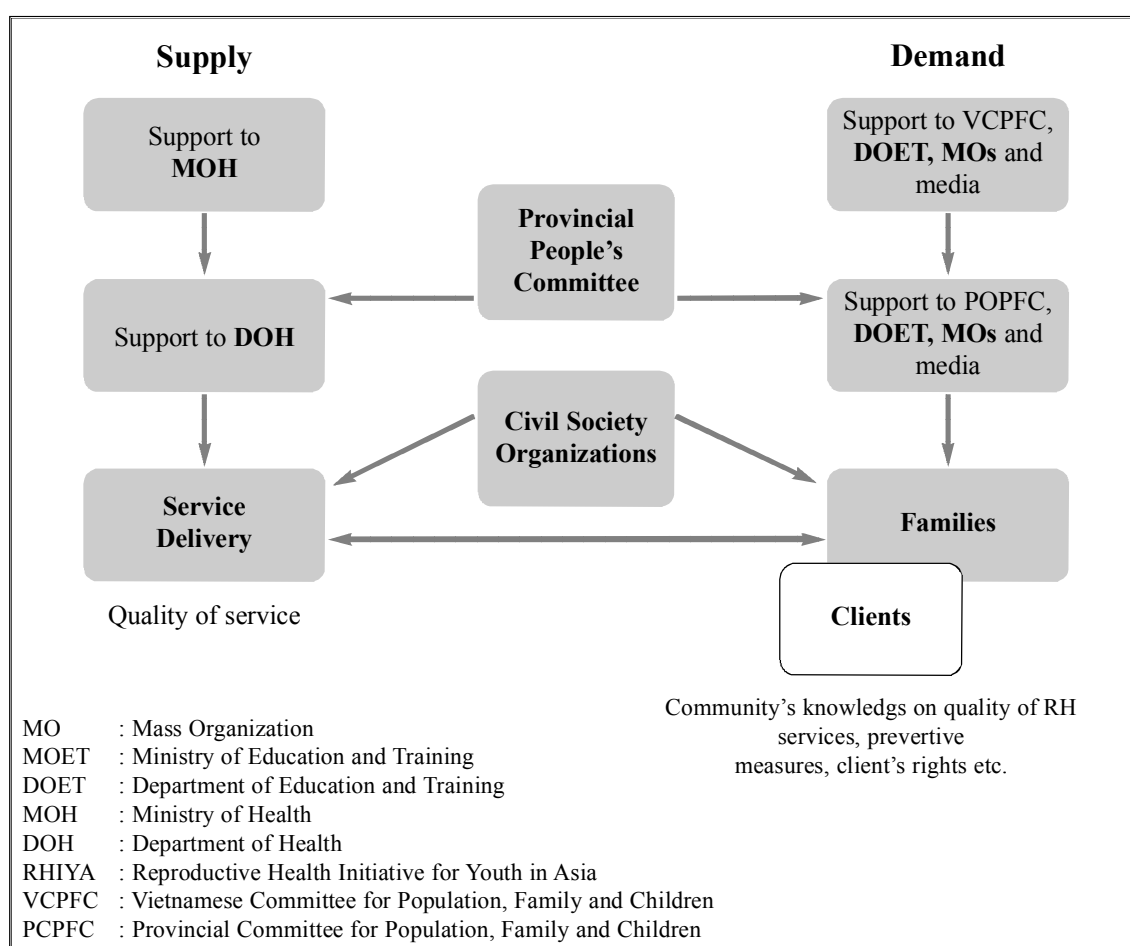 Supply
Demand
Support to
MOH
Support to VCPFC,
DOET, MOs and
media
Provincial
People’s
Committee
Support to DOH
Support to POPFC,
DOET, MOs and
media
Civil Society
Organizations
Service
Delivery
Families
Quality of service
Clients
Community’s knowledgs on quality of RH
services, prevertive
measures, client’s rights etc.
MO : Mass Organization
MOET : Ministry of Education and Training
DOET : Department of Education and Training
MOH : Ministry of Health
DOH : Department of Health
RHIYA : Reproductive Health Initiative for Youth in Asia
VCPFC : Vietnamese Committee for Population, Family and Children
PCPFC : Provincial Committee for Population, Family and Children